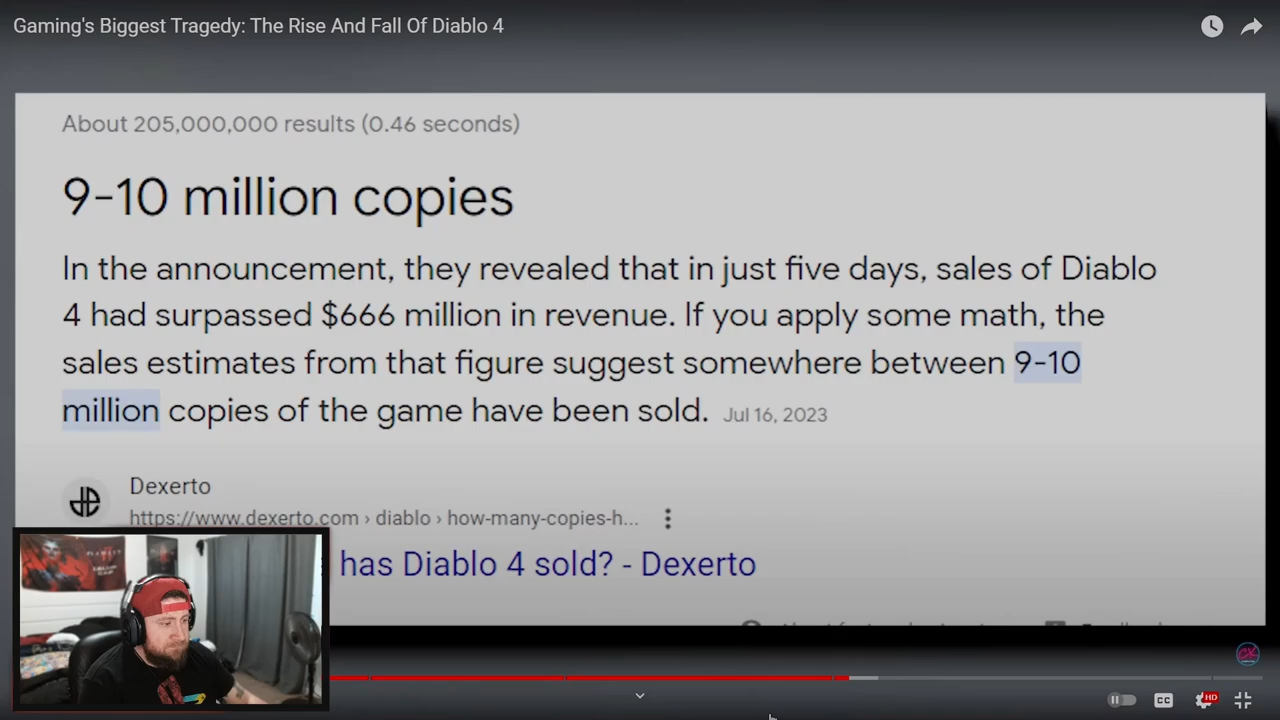 Gaming's Biggest Tragedy: The Rise And Fall Of Diablo 4
About 205,000,000 results (0.46 seconds)
9-10 million copies
In the announcement, they revealed that in just five days, sales of Diablo
4 had surpassed $666 million in revenue. If you apply some math, the
sales estimates from that figure suggest somewhere between 9-10
million copies of the game have been sold. Jul 16, 2023
Dexerto
https://www.dexerto.com › diablo › how-many-copies-h...
has Diablo 4 sold? - Dexerto
CC
HD